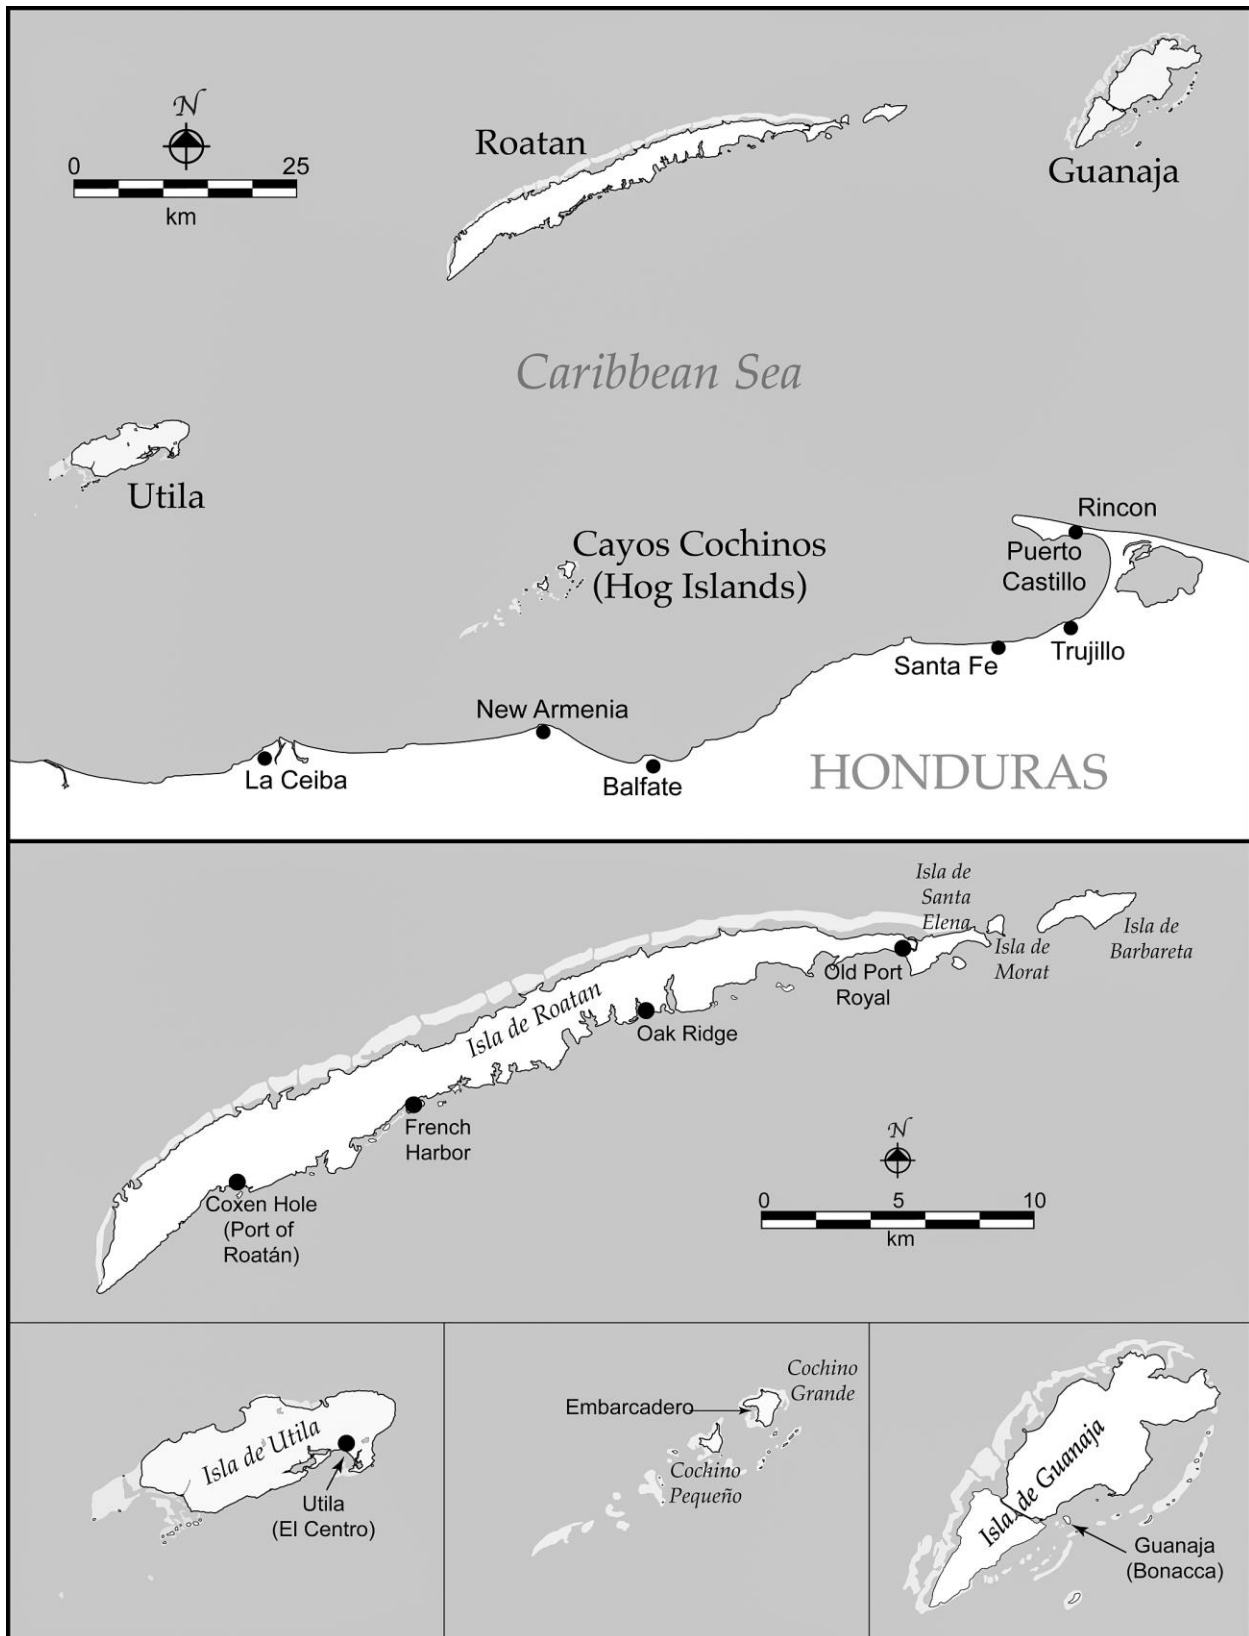 N
0 25
km
Roatan
Guanaja
Caribbean Sea
Utila
Cayos Cochinos
(Hog Islands)
Rincon
Puerto
Castillo
Santa Fe
Trujillo
New Armenia
La Ceiba
Balfate
HONDURAS
Isla de
Santa
Elena
Isla de
Morat
Isla de
Barbareta
Old Port
Royal
Isla de Roatan
Oak Ridge
French
Harbor
Coxen Hole
(Port of
Roatán)
N
0 5 10
km
Isla de Utila
Utila
(El Centro)
Cochino
Grande
Embarcadero
Cochino
Pequeño
Isla de Guanaja
Guanaja
(Bonacca)